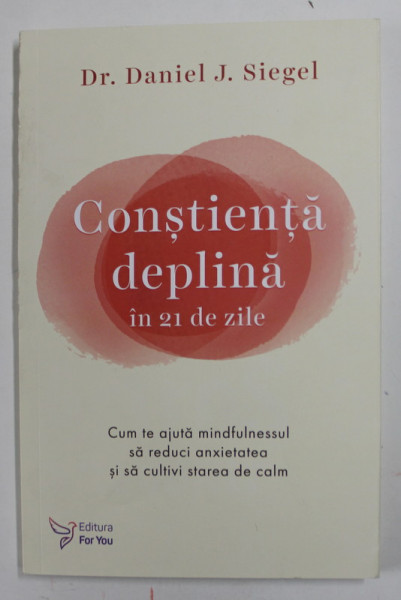 Dr. Daniel J. Siegel
Conștiență
deplină
în 21 de zile
Cum te ajută mindfulnessul
să reduci anxietatea
și să cultivi starea de calm
Editura
For You